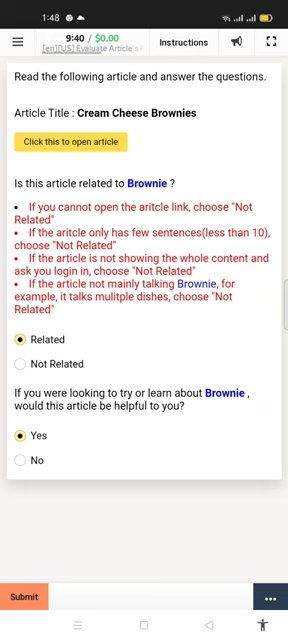 1:48
9:40 / $0.00
[en][US] Evaluate Article's
Instructions
Read the following article and answer the questions.
Article Title : Cream Cheese Brownies
Click this to open article
Is this article related to Brownie ?
• If you cannot open the aritcle link, choose "Not
Related"
• If the aritcle only has few sentences(less than 10),
choose "Not Related"
• If the article is not showing the whole content and
ask you login in, choose "Not Related"
• If the article not mainly talking Brownie, for
example, it talks mulitple dishes, choose "Not
Related"
Related
Not Related
If you were looking to try or learn about Brownie ,
would this article be helpful to you?
Yes
No
Submit
...